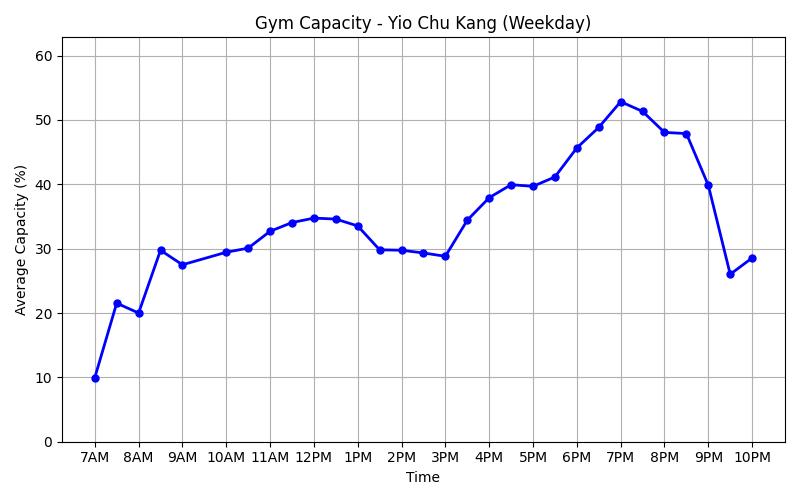 Gym Capacity - Yio Chu Kang (Weekday)
Average Capacity (%)
60
50
40
30
20
10
0
7AM 8AM 9AM 10AM 11AM 12PM 1PM 2PM 3PM 4PM 5PM 6PM 7PM 8PM 9PM 10PM
Time